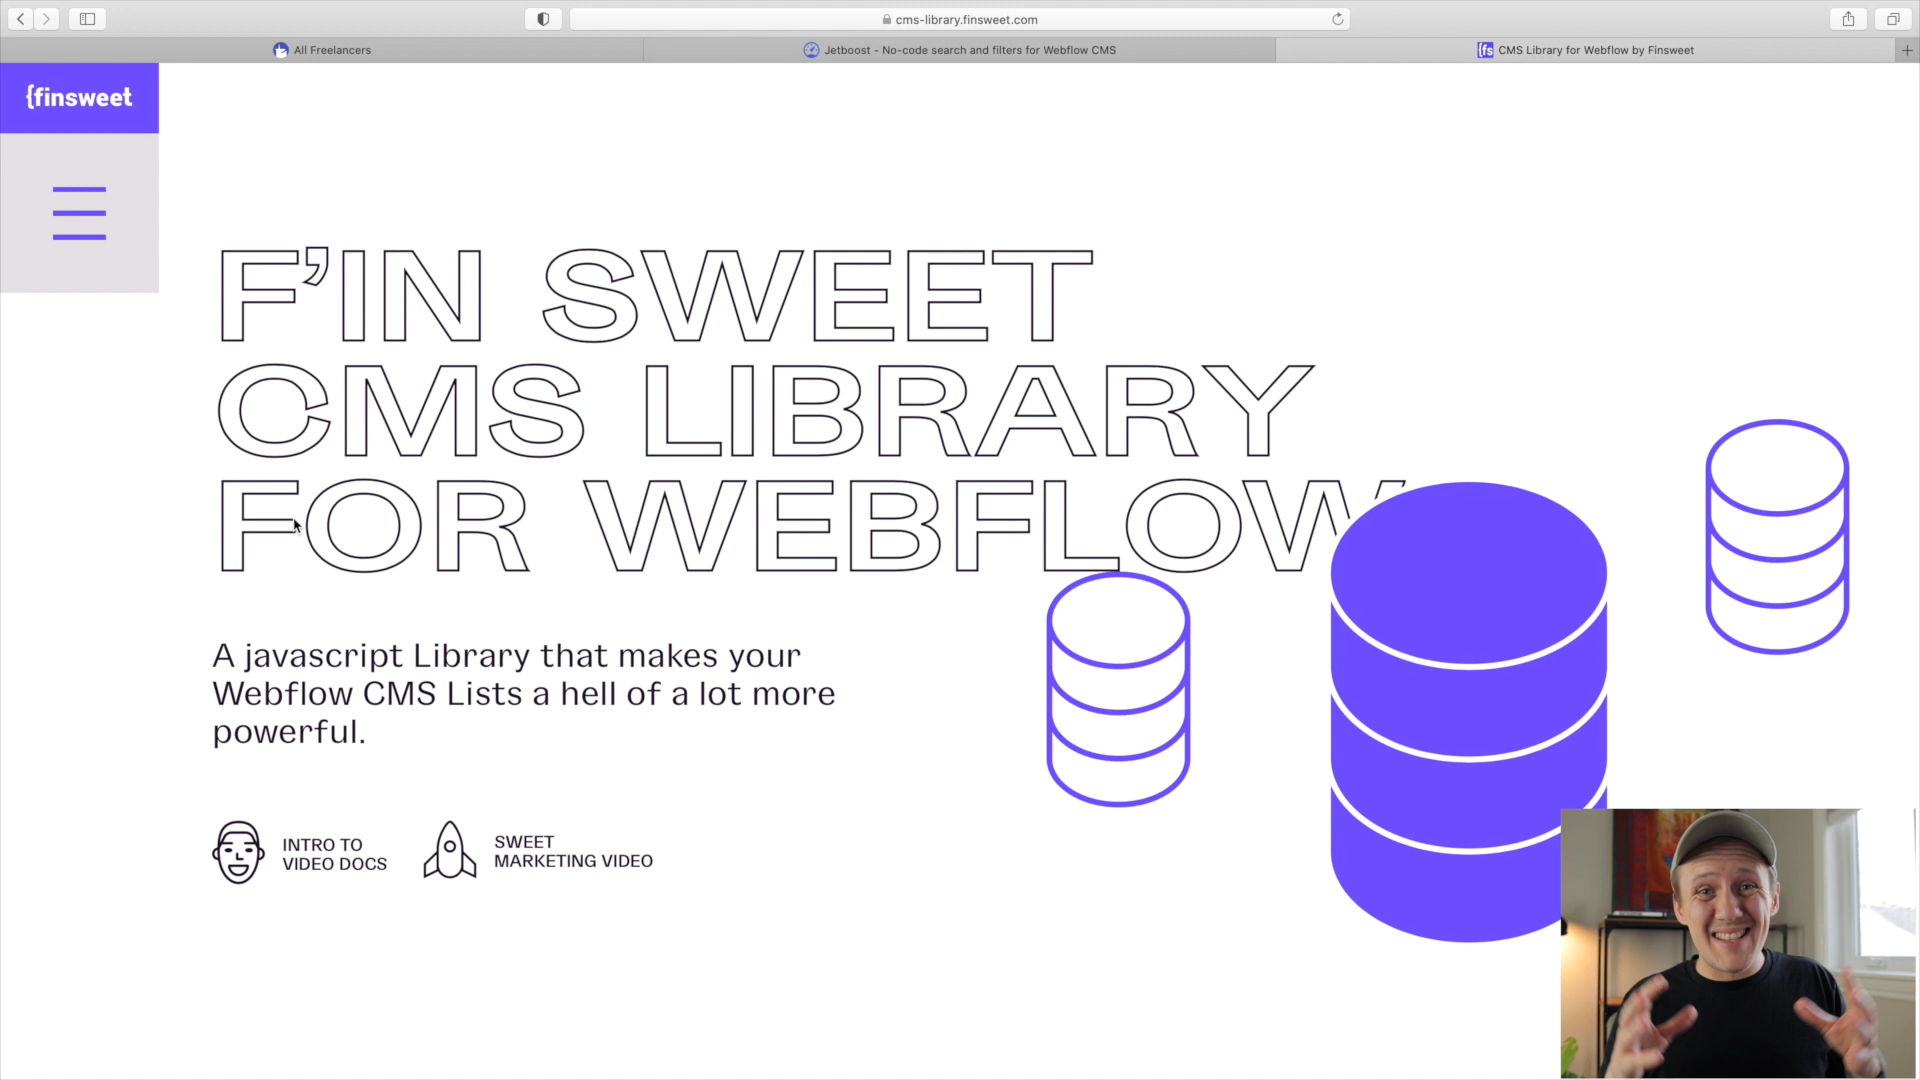 cms-library.finsweet.com
All Freelancers
Jetboost - No-code search and filters for Webflow CMS
{fs
CMS Library for Webflow by Finsweet
{finsweet
F’IN SWEET
CMS LIBRARY
FOR WEBFLOW
A javascript Library that makes your
Webflow CMS Lists a hell of a lot more
powerful.
INTRO TO
VIDEO DOCS
SWEET
MARKETING VIDEO